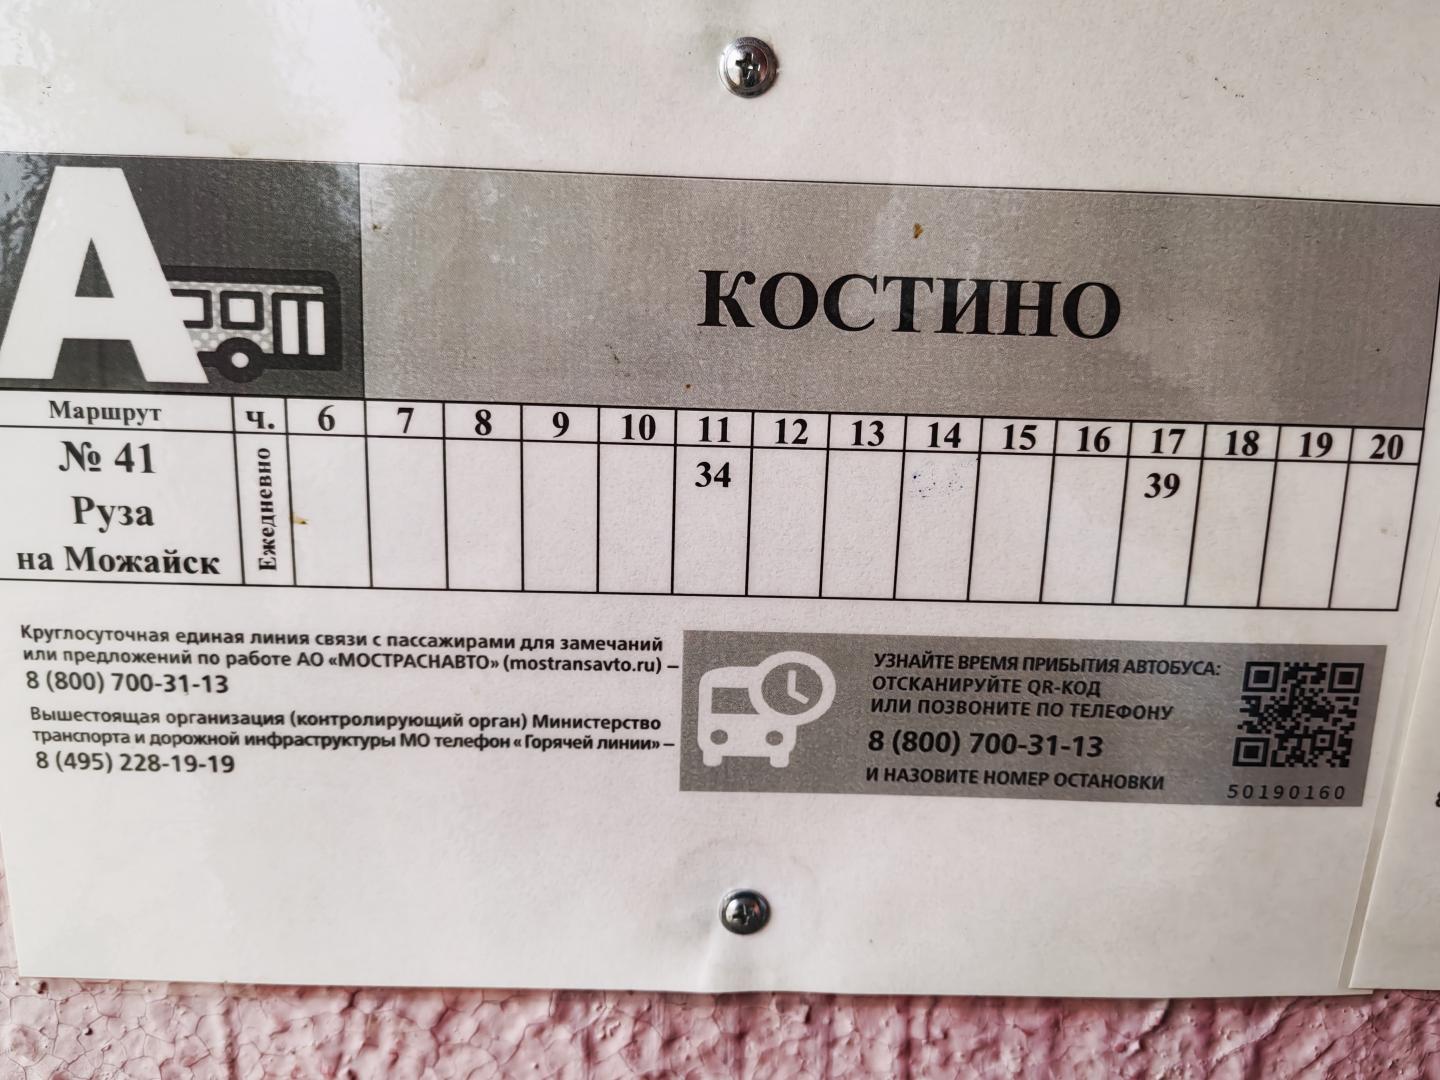 А
КОСТИНО
Маршрут ч. 6 7 8 9 10 11 12 13 14 15 16 17 18 19 20
№ 41
Руза
на Можайск
Ежедневно
34 39
Круглосуточная единая линия связи с пассажирами для замечаний
или предложений по работе АО «МОСТРАСНАВТО» (mostransavto.ru) –
8 (800) 700-31-13
Вышестоящая организация (контролирующий орган) Министерство
транспорта и дорожной инфраструктуры МО телефон «Горячей линии» –
8 (495) 228-19-19
УЗНАЙТЕ ВРЕМЯ ПРИБЫТИЯ АВТОБУСА:
ОТСКАНИРУЙТЕ QR-КОД
ИЛИ ПОЗВОНИТЕ ПО ТЕЛЕФОНУ
8 (800) 700-31-13
И НАЗОВИТЕ НОМЕР ОСТАНОВКИ
50190160